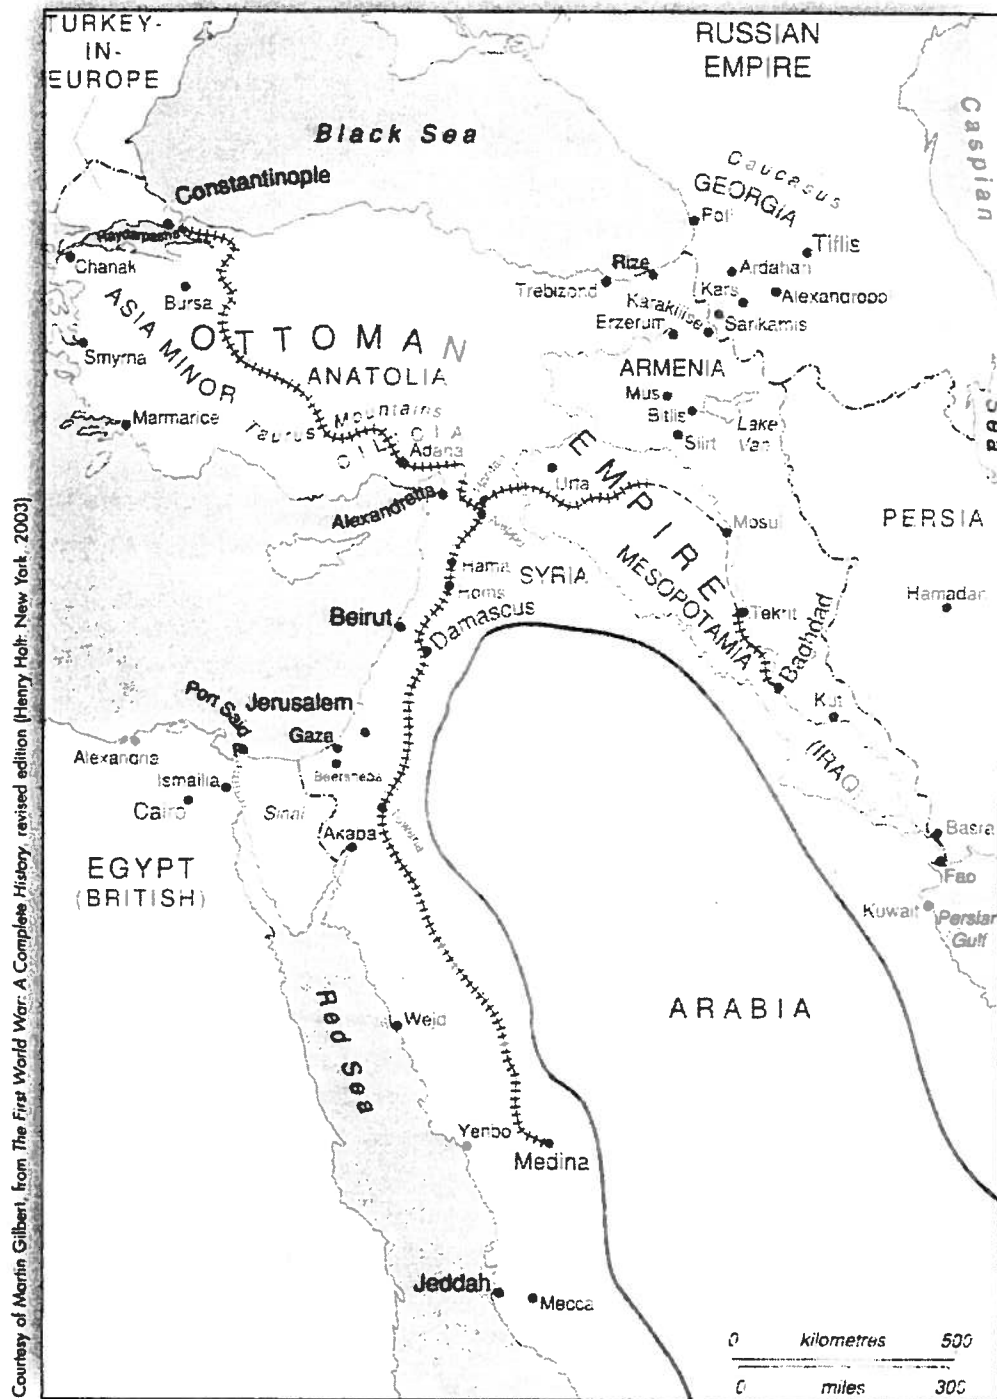 TURKEY-
IN-
EUROPE
RUSSIAN
EMPIRE
Black Sea
Caspian
Sea
Caucasus
GEORGIA
Constantinople
Haydarpasha
Poti
Tiflis
Chanak
Bursa
Rize
Trebizond
Ardahan
Kars
Alexandropol
Karakilise
Sarikamis
Erzerum
ASIA MINOR
OTTOMAN
EMPIRE
ANATOLIA
Smyrna
ARMENIA
Mus
Bitlis
Siirt
Lake
Van
Marmarice
Taurus Mountains
CILICIA
Adana
Urfa
Alexandretta
Mosul
PERSIA
Hama
Homs
SYRIA
MESOPOTAMIA
Tekrit
Hamadan
Beirut
Damascus
Baghdad
Port Said
Jerusalem
Gaza
Beersheba
Kut
(IRAQ)
Alexandria
Ismailia
Cairo
Sinai
Akaba
Basra
Fao
EGYPT
(BRITISH)
Kuwait
Persian
Gulf
Red Sea
Wejd
ARABIA
Yenbo
Medina
Jeddah
Mecca
0 kilometres 500
0 miles 300
Courtesy of Martin Gilbert, from The First World War: A Complete History, revised edition (Henry Holt: New York, 2003)